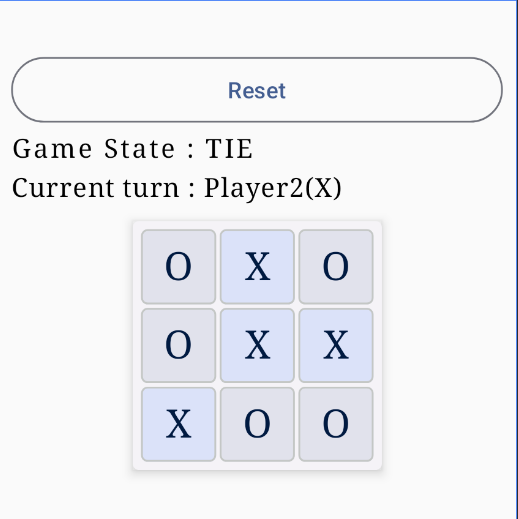 Reset
Game State : TIE
Current turn : Player2(X)
O X O
O X X
X O O